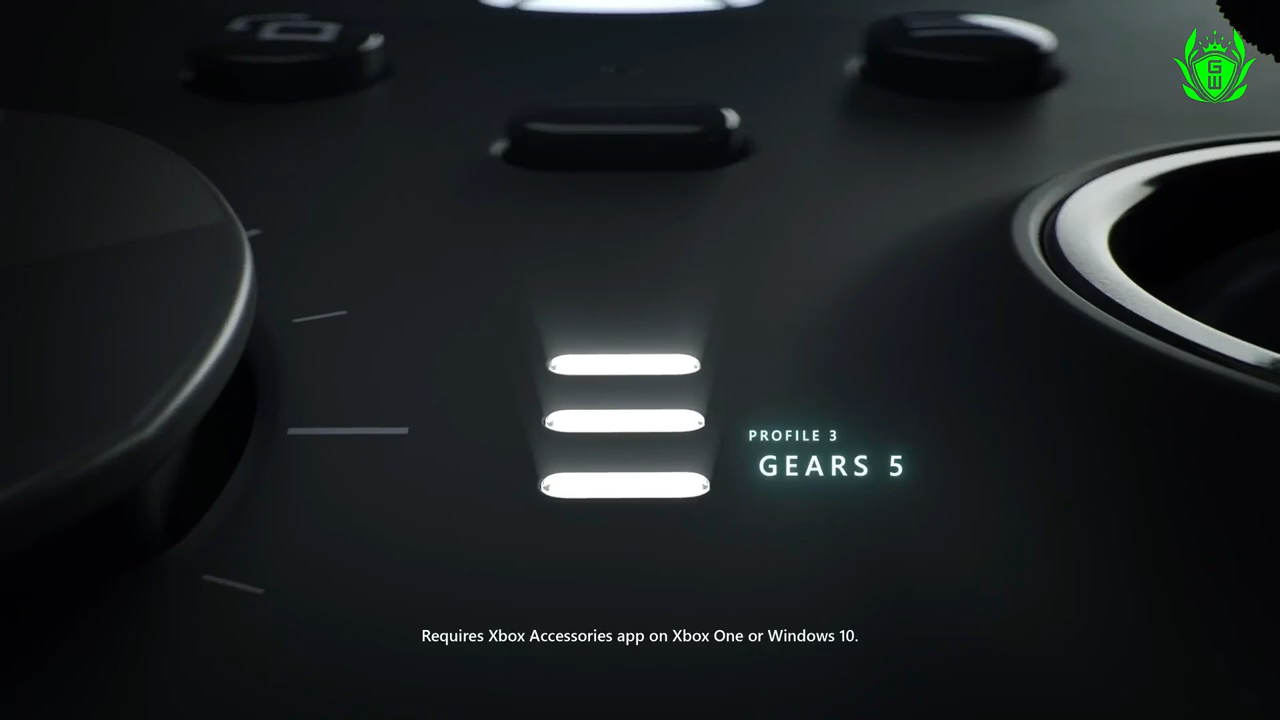 G
W
PROFILE 3
GEARS 5
Requires Xbox Accessories app on Xbox One or Windows 10.